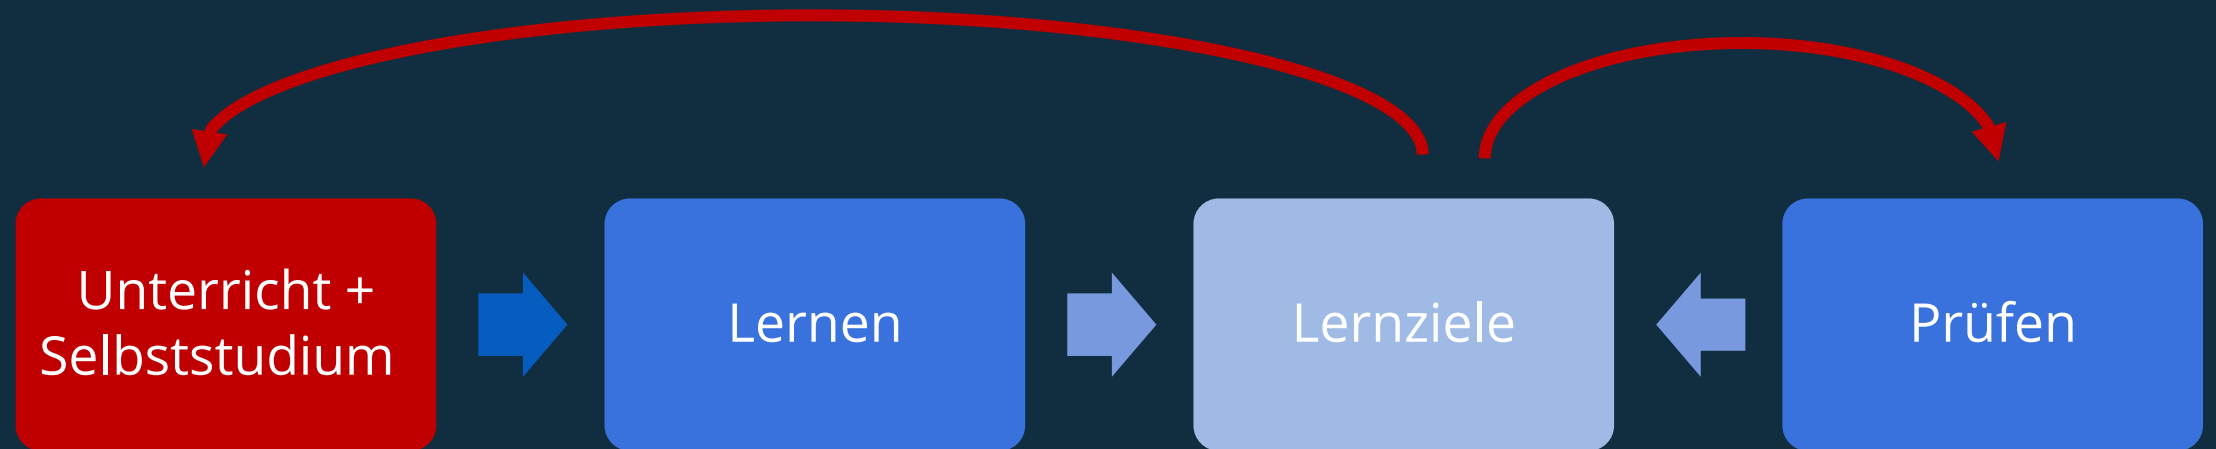 Unterricht +
Selbststudium
Lernen
Lernziele
Prüfen